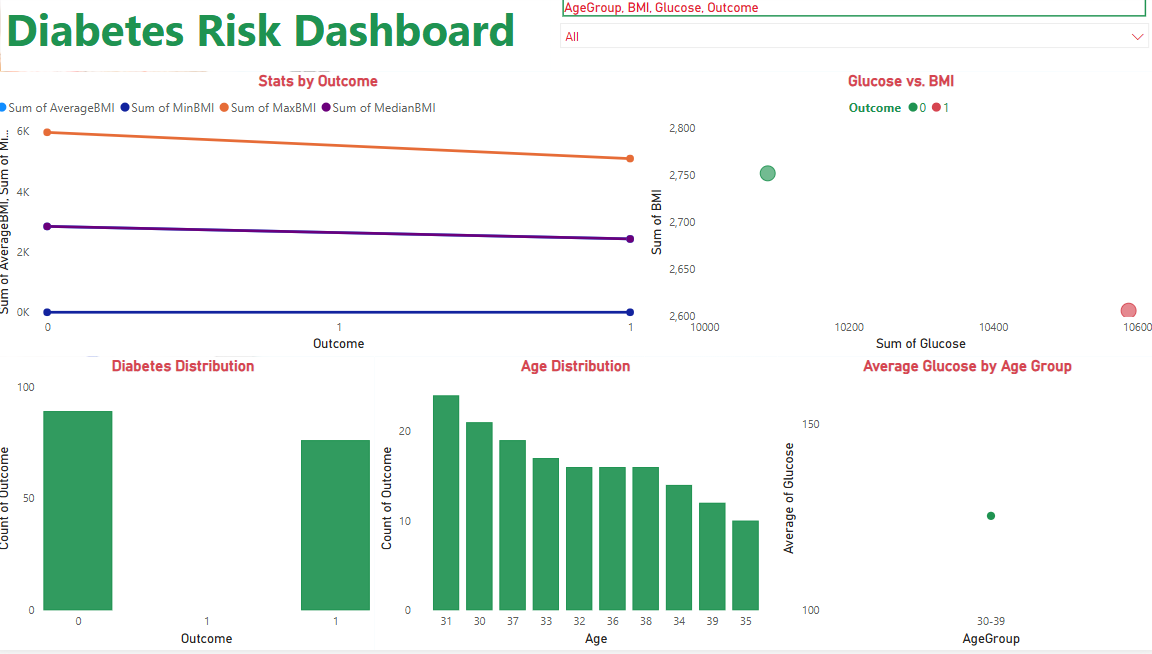 Diabetes Risk Dashboard
AgeGroup, BMI, Glucose, Outcome
All
Stats by Outcome
Sum of AverageBMI Sum of MinBMI Sum of MaxBMI Sum of MedianBMI
Sum of AverageBMI, Sum of Mi...
6K
4K
2K
0K
0 1 1
Outcome
Glucose vs. BMI
Outcome 0 1
Sum of BMI
2,800
2,750
2,700
2,650
2,600
10000 10200 10400 10600
Sum of Glucose
Diabetes Distribution
Count of Outcome
100
50
0
0 1 1
Outcome
Age Distribution
Count of Outcome
20
10
0
31 30 37 33 32 36 38 34 39 35
Age
Average Glucose by Age Group
Average of Glucose
150
100
30-39
AgeGroup